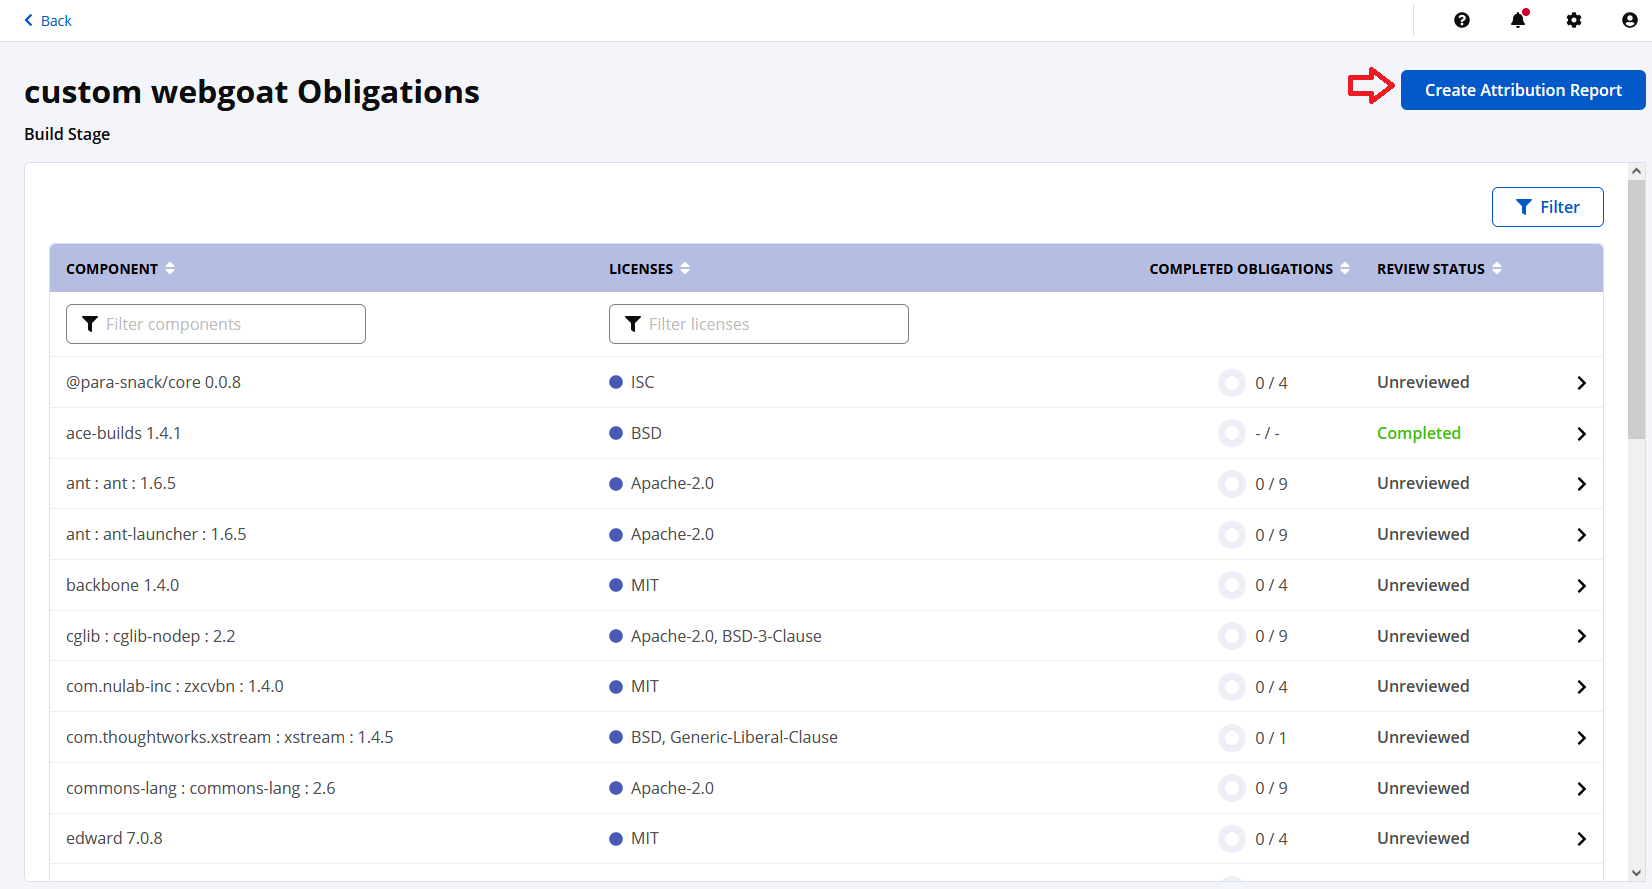 Back
custom webgoat Obligations
Create Attribution Report
Build Stage
Filter
COMPONENT LICENSES COMPLETED OBLIGATIONS REVIEW STATUS
Filter components Filter licenses
@para-snack/core 0.0.8 ISC 0 / 4 Unreviewed
ace-builds 1.4.1 BSD - / - Completed
ant : ant : 1.6.5 Apache-2.0 0 / 9 Unreviewed
ant : ant-launcher : 1.6.5 Apache-2.0 0 / 9 Unreviewed
backbone 1.4.0 MIT 0 / 4 Unreviewed
cglib : cglib-nodep : 2.2 Apache-2.0, BSD-3-Clause 0 / 9 Unreviewed
com.nulab-inc : zxcvbn : 1.4.0 MIT 0 / 4 Unreviewed
com.thoughtworks.xstream : xstream : 1.4.5 BSD, Generic-Liberal-Clause 0 / 1 Unreviewed
commons-lang : commons-lang : 2.6 Apache-2.0 0 / 9 Unreviewed
edward 7.0.8 MIT 0 / 4 Unreviewed